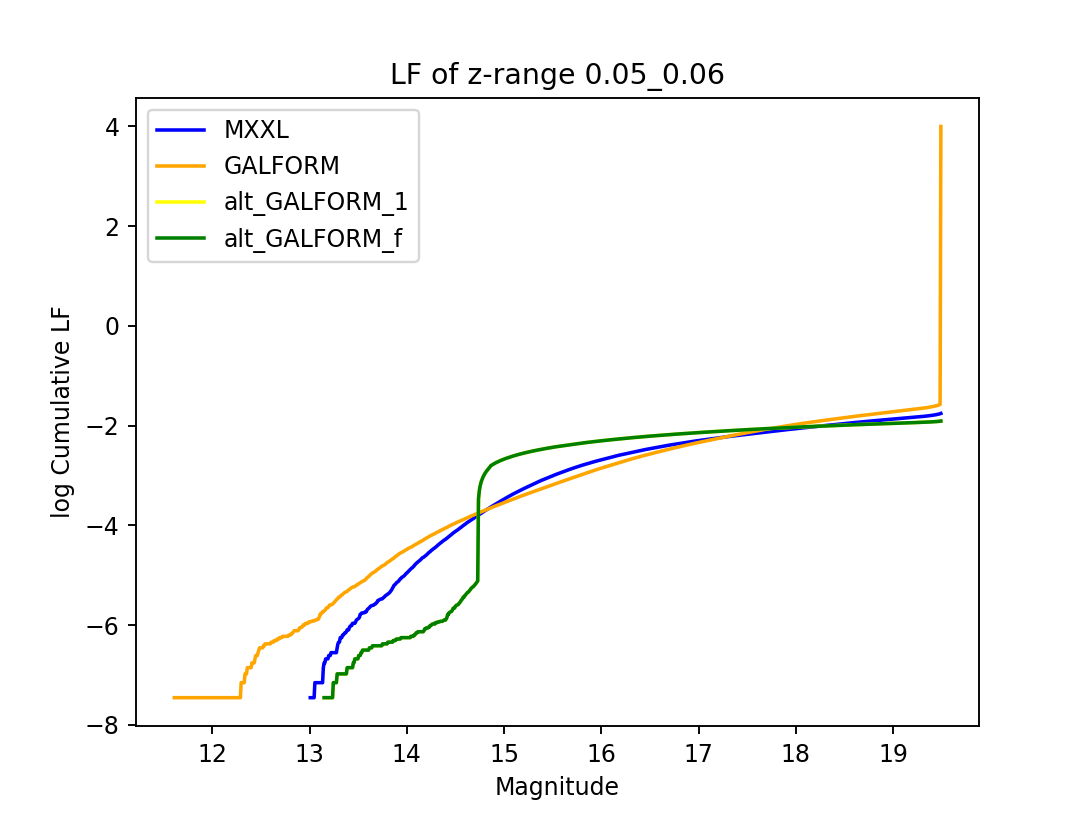 LF of z-range 0.05_0.06
MXXL
GALFORM
alt_GALFORM_1
alt_GALFORM_f
4
2
0
−2
−4
−6
−8
log Cumulative LF
12 13 14 15 16 17 18 19
Magnitude